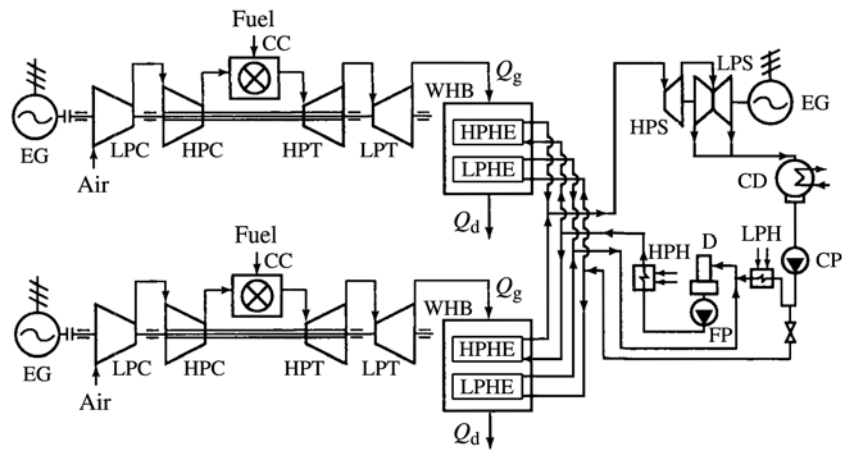 Fuel
CC
Q_g
WHB
HPHE
LPHE
Q_d
EG
LPC
HPC
HPT
LPT
Air
Fuel
CC
Q_g
WHB
HPHE
LPHE
Q_d
EG
LPC
HPC
HPT
LPT
Air
LPS
EG
HPS
CD
HPH
D
LPH
CP
FP